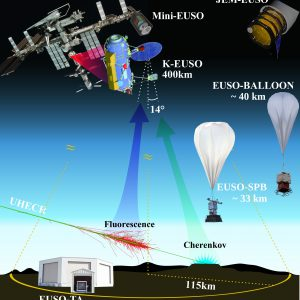 JEM-EUSO
Mini-EUSO
K-EUSO
400km
EUSO-BALLOON
~ 40 km
14°
EUSO-SPB
~ 33 km
UHECR
Fluorescence
Cherenkov
115km
EUSO-TA